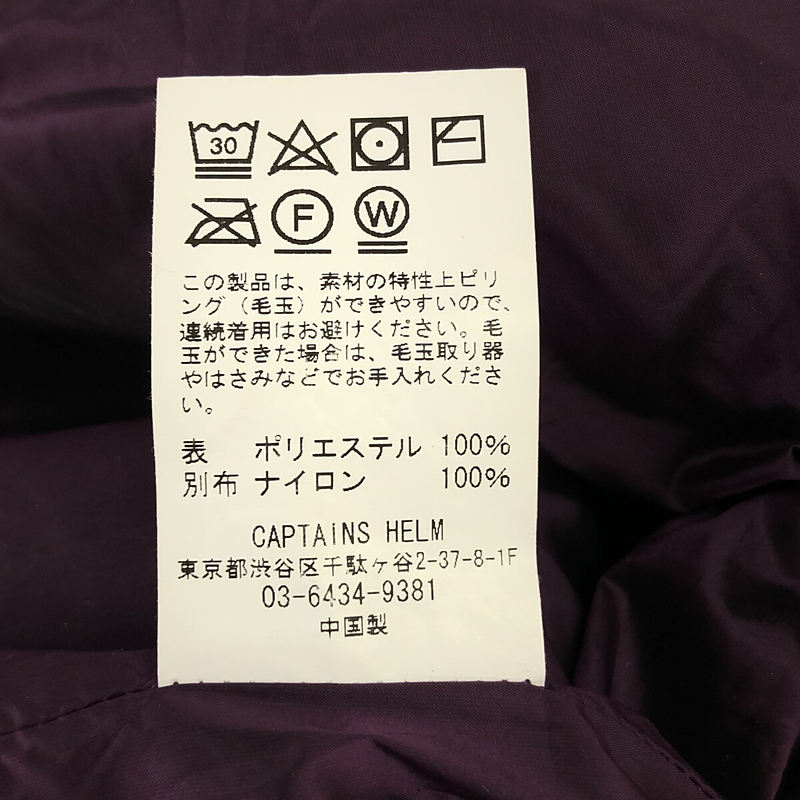 30
F W
この製品は、素材の特性上ピリ
ング（毛玉）ができやすいので、
連続着用はお避けください。毛
玉ができた場合は、毛玉取り器
やはさみなどでお手入れくださ
い。
表 ポリエステル 100%
別布 ナイロン 100%
CAPTAiNS HELM
東京都渋谷区千駄ヶ谷2-37-8-1F
03-6434-9381
中国製